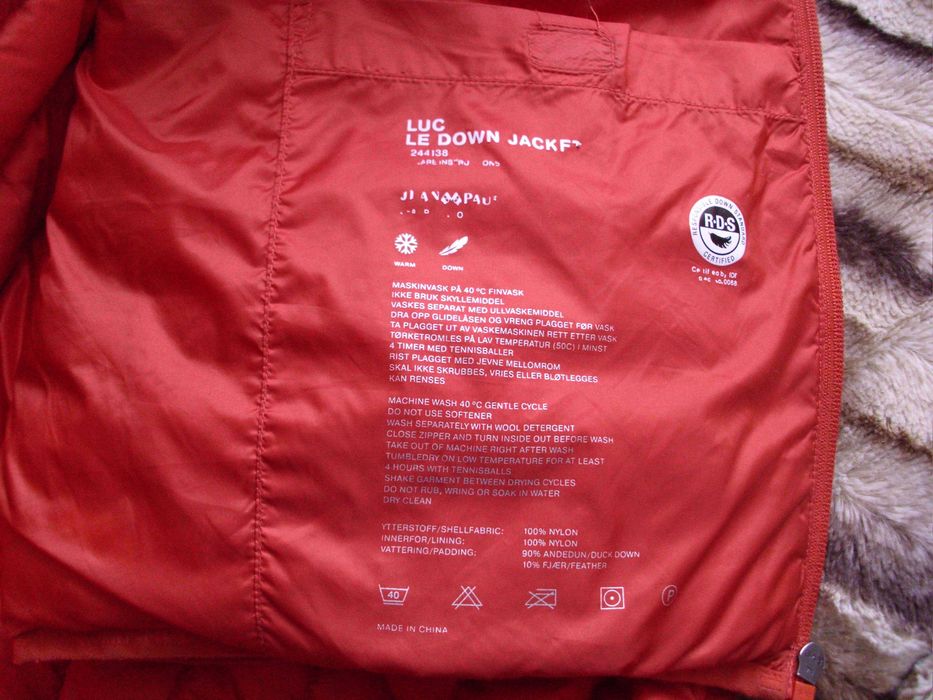 LUC
LE DOWN JACKET
244138
WARM
DOWN
RESPONSIBLE DOWN STANDARD
R·D·S
CERTIFIED
MASKINVASK PÅ 40 °C FINVASK
IKKE BRUK SKYLLEMIDDEL
VASKES SEPARAT MED ULLVASKEMIDDEL
DRA OPP GLIDELÅSEN OG VRENG PLAGGET FØR VASK
TA PLAGGET UT AV VASKEMASKINEN RETT ETTER VASK
TØRKETROMLES PÅ LAV TEMPERATUR (50C) I MINST
4 TIMER MED TENNISBALLER
RIST PLAGGET MED JEVNE MELLOMROM
SKAL IKKE SKRUBBES, VRIES ELLER BLØTLEGGES
KAN RENSES
MACHINE WASH 40 °C GENTLE CYCLE
DO NOT USE SOFTENER
WASH SEPARATELY WITH WOOL DETERGENT
CLOSE ZIPPER AND TURN INSIDE OUT BEFORE WASH
TAKE OUT OF MACHINE RIGHT AFTER WASH
TUMBLEDRY ON LOW TEMPERATURE FOR AT LEAST
4 HOURS WITH TENNISBALLS
SHAKE GARMENT BETWEEN DRYING CYCLES
DO NOT RUB, WRING OR SOAK IN WATER
DRY CLEAN
YTTERSTOFF/SHELLFABRIC: 100% NYLON
INNERFOR/LINING: 100% NYLON
VATTERING/PADDING: 90% ANDEDUN/DUCK DOWN
10% FJÆR/FEATHER
40
P
MADE IN CHINA